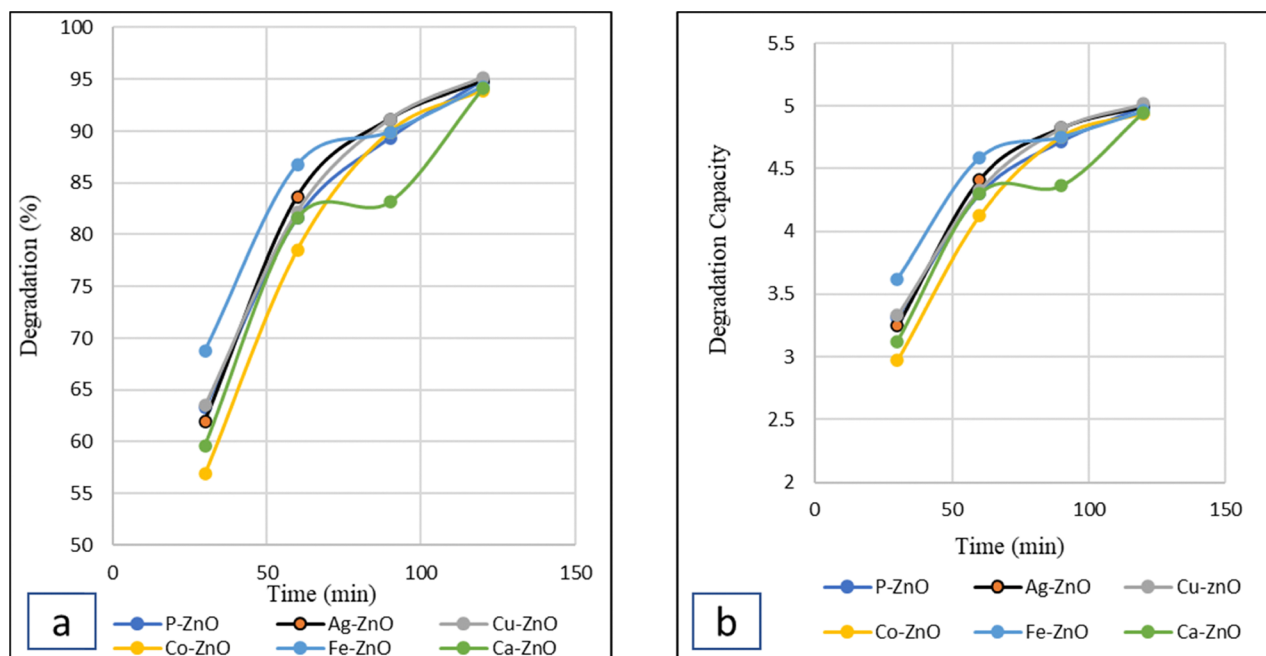 100
95
90
85
80
75
70
65
60
55
50
Degradation (%)
0 50 100 150
Time (min)
a
P-ZnO Ag-ZnO Cu-ZnO
Co-ZnO Fe-ZnO Ca-ZnO
5.5
5
4.5
4
3.5
3
2.5
2
Degradation Capacity
0 50 100 150
Time (min)
b
P-ZnO Ag-ZnO Cu-znO
Co-ZnO Fe-ZnO Ca-ZnO